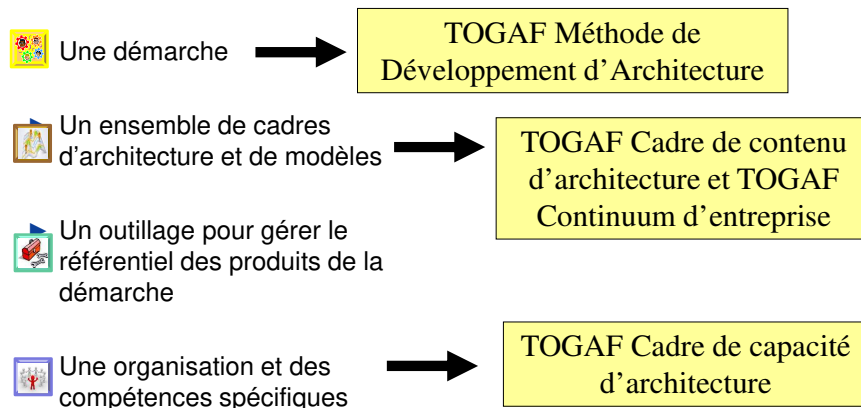 Une démarche
TOGAF Méthode de
Développement d’Architecture
Un ensemble de cadres
d’architecture et de modèles
TOGAF Cadre de contenu
d’architecture et TOGAF
Continuum d’entreprise
Un outillage pour gérer le
référentiel des produits de la
démarche
Une organisation et des
compétences spécifiques
TOGAF Cadre de capacité
d’architecture